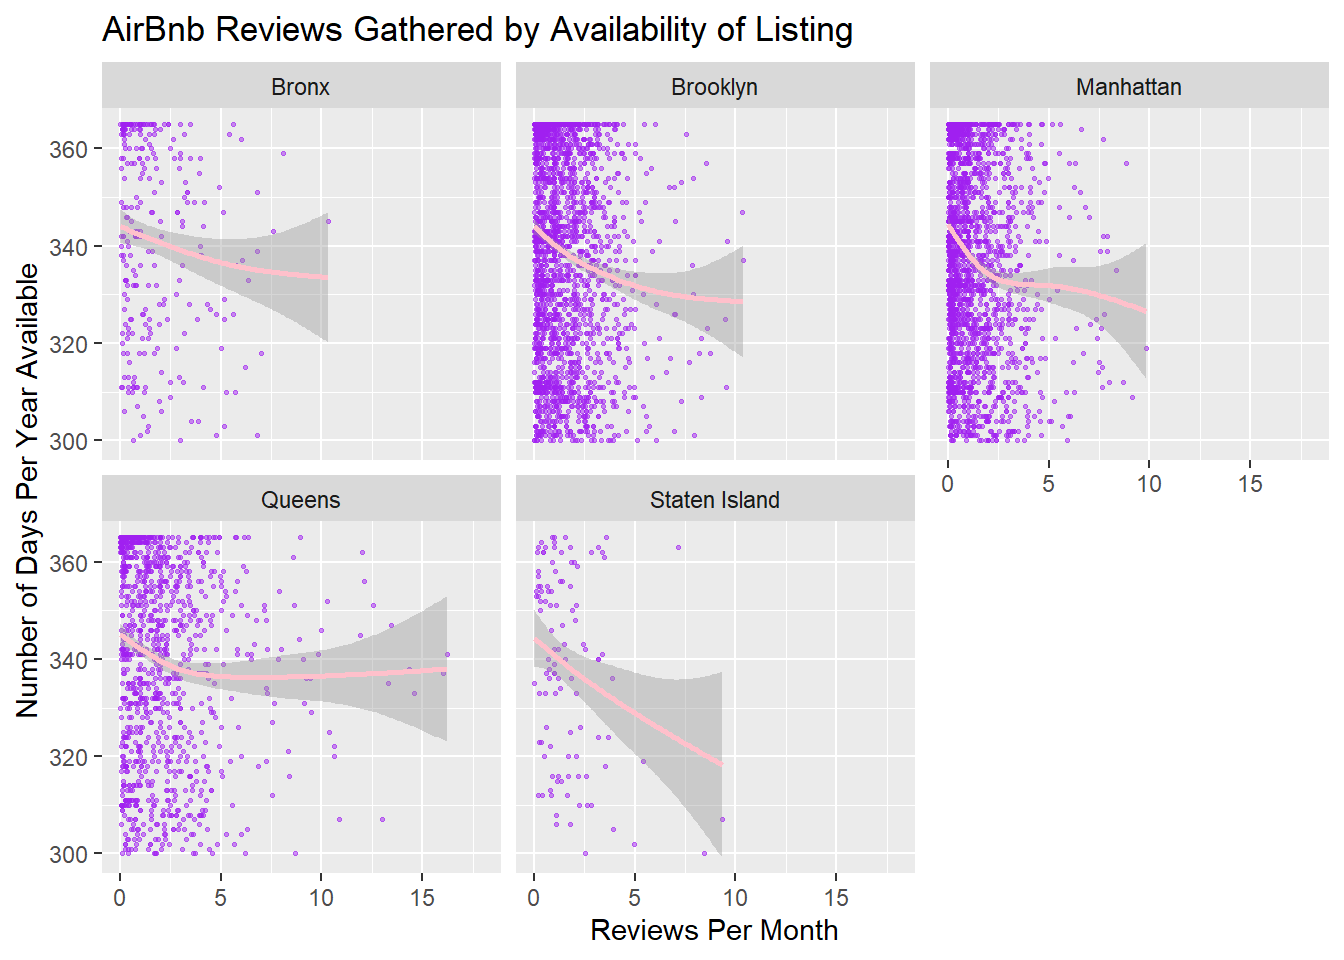 AirBnb Reviews Gathered by Availability of Listing
Bronx
Brooklyn
Manhattan
360
340
320
300
0 5 10 15
Queens
Staten Island
360
340
320
300
0 5 10 15
0 5 10 15
Number of Days Per Year Available
Reviews Per Month